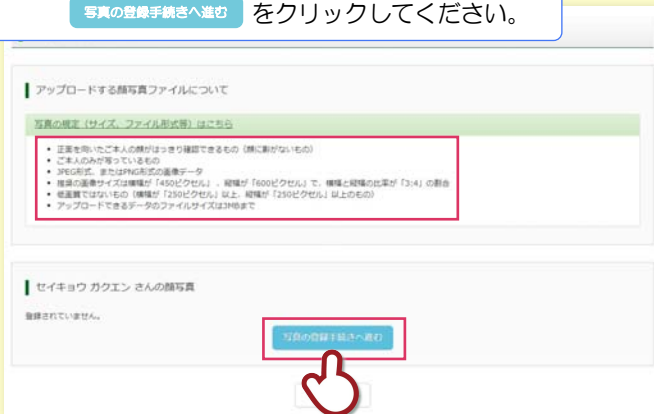 写真の登録手続きへ進む をクリックしてください。
アップロードする顔写真ファイルについて
写真の規定（サイズ、ファイル形式等）はこちら
• 正面を向いたご本人の顔がはっきり確認できるもの（顔に影がないもの）
• ご本人のみが写っているもの
• JPEG形式、またはPNG形式の画像データ
• 推奨の画像サイズは横幅が「450ピクセル」、縦幅が「600ピクセル」で、横幅と縦幅の比率が「3:4」の割合
• 低画質ではないもの（横幅が「250ピクセル」以上、縦幅が「250ピクセル」以上のもの）
• アップロードできるデータのファイルサイズは3MBまで
セイキョウ ガクエン さんの顔写真
登録されていません。
写真の登録手続きへ進む